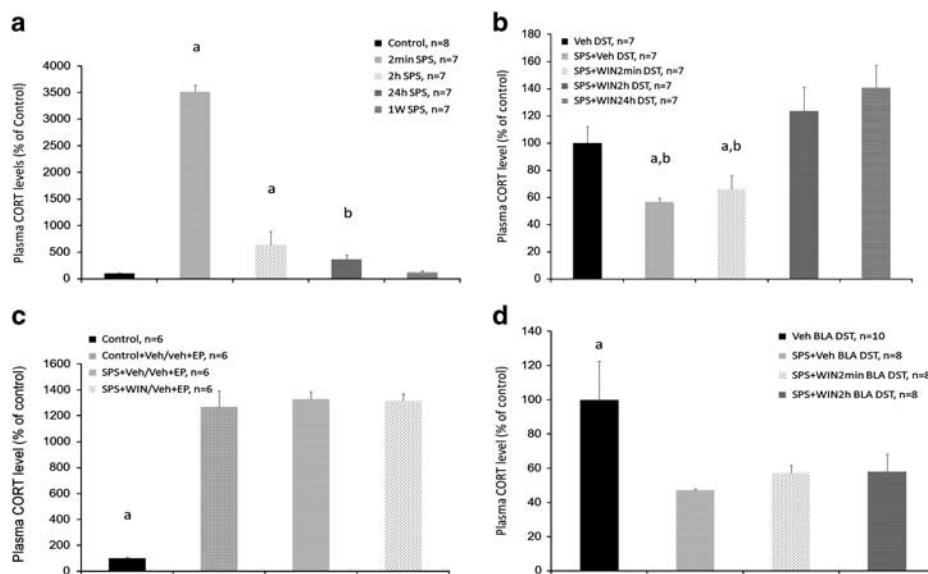 a
Control, n=8
2min SPS, n=7
2h SPS, n=7
24h SPS, n=7
1W SPS, n=7
Plasma CORT levels (% of Control)
4000
3500
3000
2500
2000
1500
1000
500
0
a
a
b
b
Veh DST, n=7
SPS+Veh DST, n=7
SPS+WIN2min DST, n=7
SPS+WIN2h DST, n=7
SPS+WIN24h DST, n=7
Plasma CORT level (% of control)
180
160
140
120
100
80
60
40
20
0
a,b
a,b
c
Control, n=6
Control+Veh/veh+EP, n=6
SPS+Veh/Veh+EP, n=6
SPS+WIN/Veh+EP, n=6
Plasma CORT level (% of control)
1600
1400
1200
1000
800
600
400
200
0
a
d
Veh BLA DST, n=10
SPS+Veh BLA DST, n=8
SPS+WIN2min BLA DST, n=8
SPS+WIN2h BLA DST, n=8
Plasma CORT level (% of control)
140
120
100
80
60
40
20
0
a